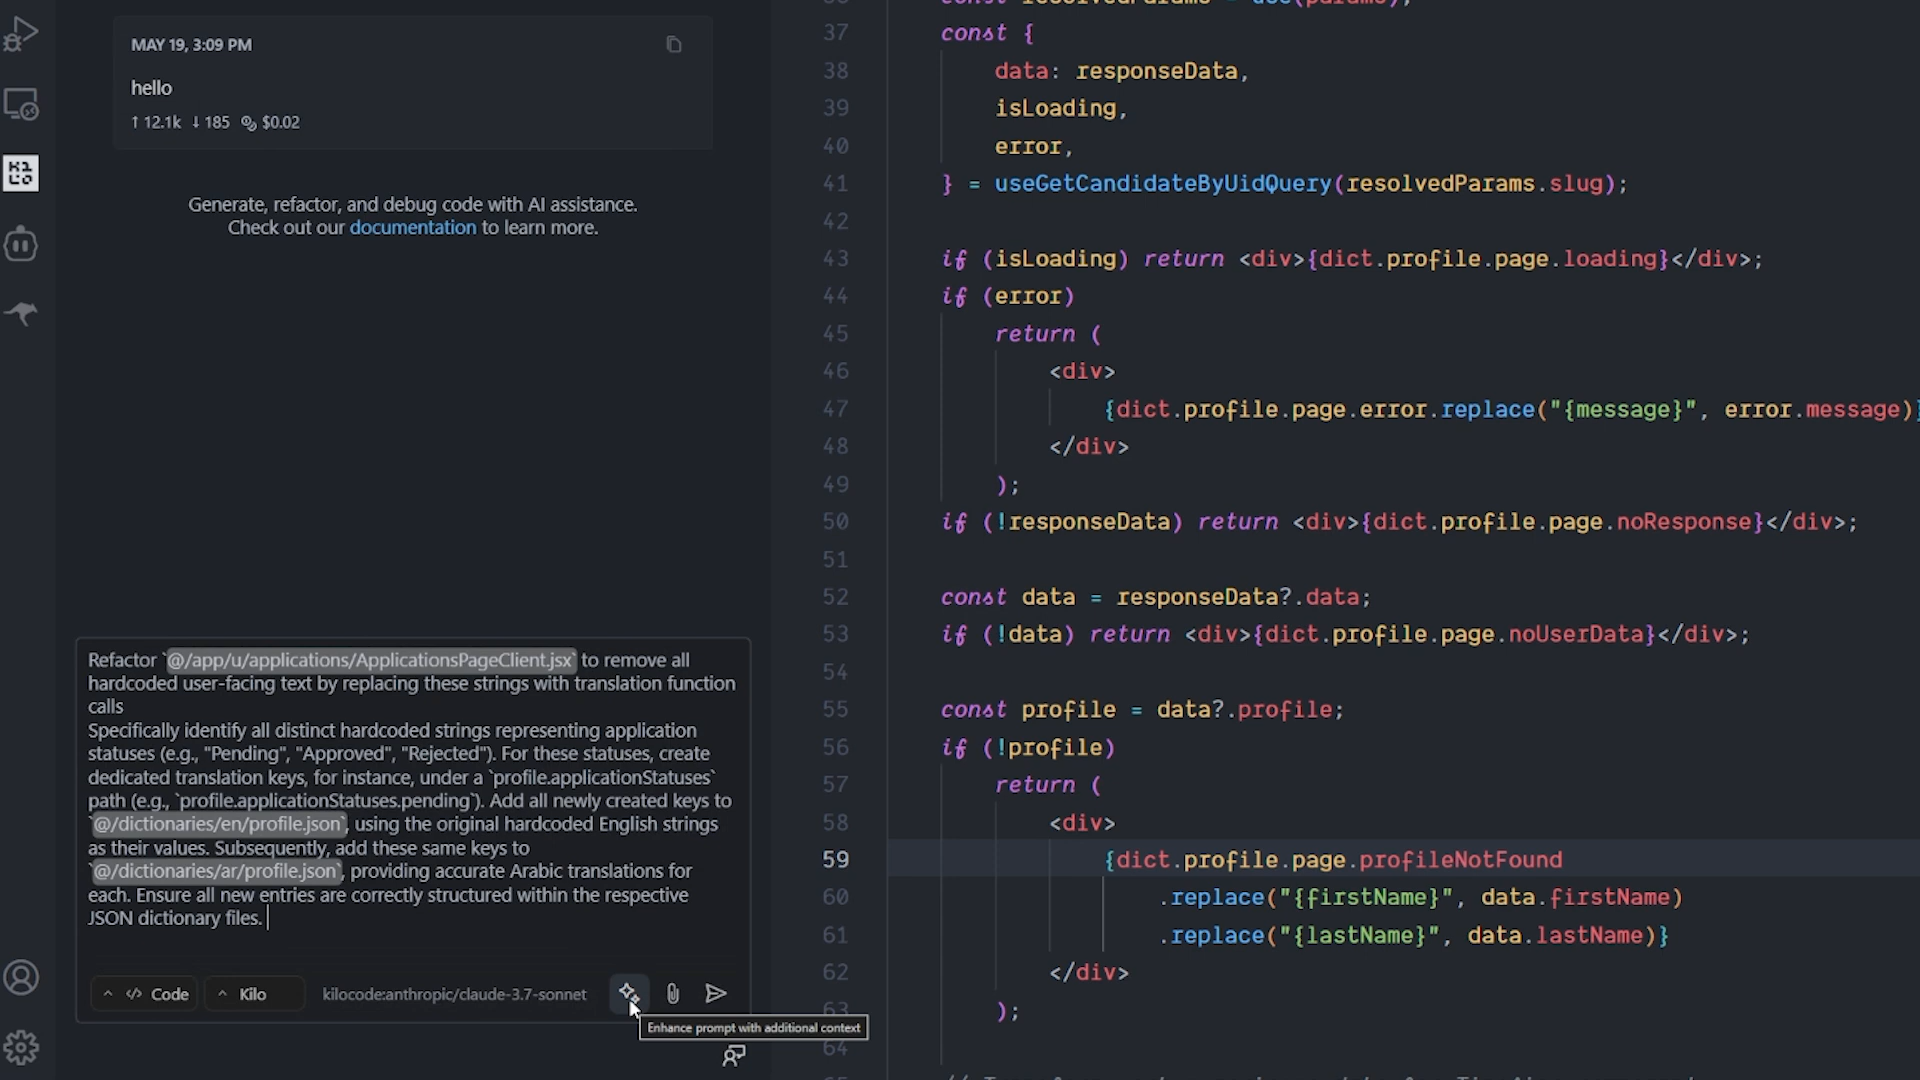 MAY 19, 3:09 PM
hello
↑ 12.1k ↓ 185 $0.02
Generate, refactor, and debug code with AI assistance.
Check out our documentation to learn more.
Refactor `@/app/u/applications/ApplicationsPageClient.jsx` to remove all
hardcoded user-facing text by replacing these strings with translation function
calls
Specifically identify all distinct hardcoded strings representing application
statuses (e.g., "Pending", "Approved", "Rejected"). For these statuses, create
dedicated translation keys, for instance, under a `profile.applicationStatuses`
path (e.g., `profile.applicationStatuses.pending`). Add all newly created keys to
`@/dictionaries/en/profile.json`, using the original hardcoded English strings
as their values. Subsequently, add these same keys to
`@/dictionaries/ar/profile.json`, providing accurate Arabic translations for
each. Ensure all new entries are correctly structured within the respective
JSON dictionary files.
Code Kilo kilocode:anthropic/claude-3.7-sonnet
Enhance prompt with additional context
const resolvedParams = use(params);
37 const {
38 data: responseData,
39 isLoading,
40 error,
41 } = useGetCandidateByUidQuery(resolvedParams.slug);
42
43 if (isLoading) return <div>{dict.profile.page.loading}</div>;
44 if (error)
45 return (
46 <div>
47 {dict.profile.page.error.replace("{message}", error.message)}
48 </div>
49 );
50 if (!responseData) return <div>{dict.profile.page.noResponse}</div>;
51
52 const data = responseData?.data;
53 if (!data) return <div>{dict.profile.page.noUserData}</div>;
54
55 const profile = data?.profile;
56 if (!profile)
57 return (
58 <div>
59 {dict.profile.page.profileNotFound
60 .replace("{firstName}", data.firstName)
61 .replace("{lastName}", data.lastName)}
62 </div>
63 );
64